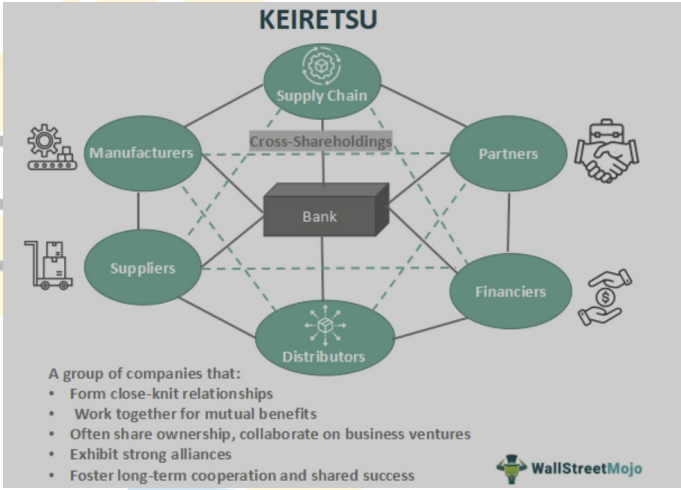 KEIRETSU
Supply Chain
Cross-Shareholdings
Manufacturers
Partners
Bank
Suppliers
Financiers
$
Distributors
A group of companies that:
• Form close-knit relationships
• Work together for mutual benefits
• Often share ownership, collaborate on business ventures
• Exhibit strong alliances
• Foster long-term cooperation and shared success
WallStreetMojo